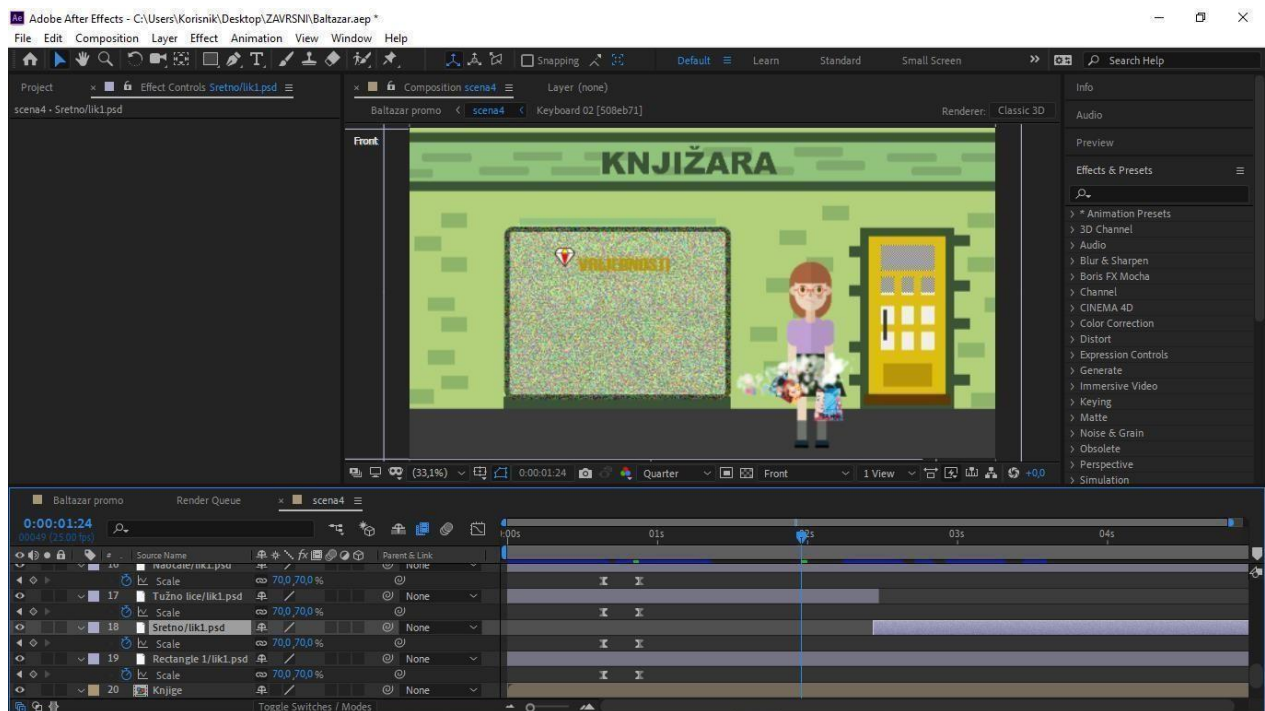 Ae Adobe After Effects - C:\Users\Korisnik\Desktop\ZAVRSNI\Baltazar.aep *
File Edit Composition Layer Effect Animation View Window Help
Snapping Default Learn Standard Small Screen Search Help
Project Effect Controls Sretno/lik1.psd
scena4 • Sretno/lik1.psd
Composition scena4 Layer (none)
Baltazar promo scena4 Keyboard 02 [508eb71] Renderer: Classic 3D
Front
KNJIŽARA
VRIJEDNOSTI
Info
Audio
Preview
Effects & Presets
* Animation Presets
3D Channel
Audio
Blur & Sharpen
Boris FX Mocha
Channel
CINEMA 4D
Color Correction
Distort
Expression Controls
Generate
Immersive Video
Keying
Matte
Noise & Grain
Obsolete
Perspective
Simulation
(33,1%) 0:00:01:24 Quarter Front 1 View +0,0
Baltazar promo Render Queue scena4
0:00:01:24
00049 (25.00 fps)
:00s 01s 02s 03s 04s
# Source Name Parent & Link
16 Naočale/lik1.psd None
Scale 70,0,70,0 %
17 Tužno lice/lik1.psd None
Scale 70,0,70,0 %
18 Sretno/lik1.psd None
Scale 70,0,70,0 %
19 Rectangle 1/lik1.psd None
Scale 70,0,70,0 %
20 Knjige None
Toggle Switches / Modes